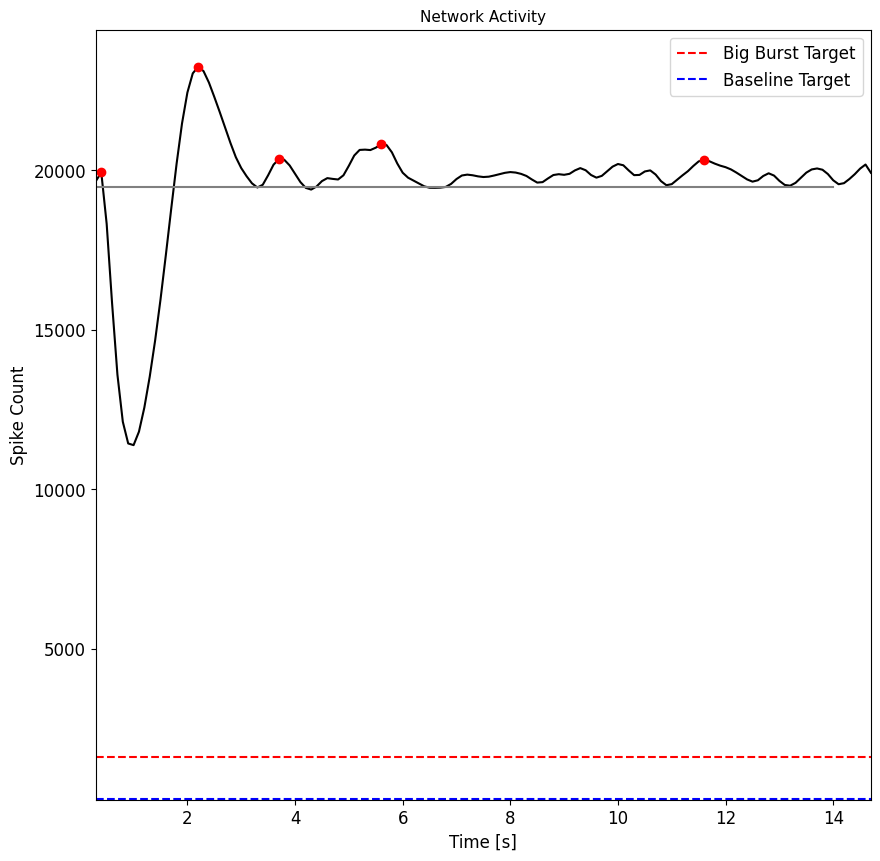 Network Activity
Big Burst Target
Baseline Target
Spike Count
20000
15000
10000
5000
2 4 6 8 10 12 14
Time [s]